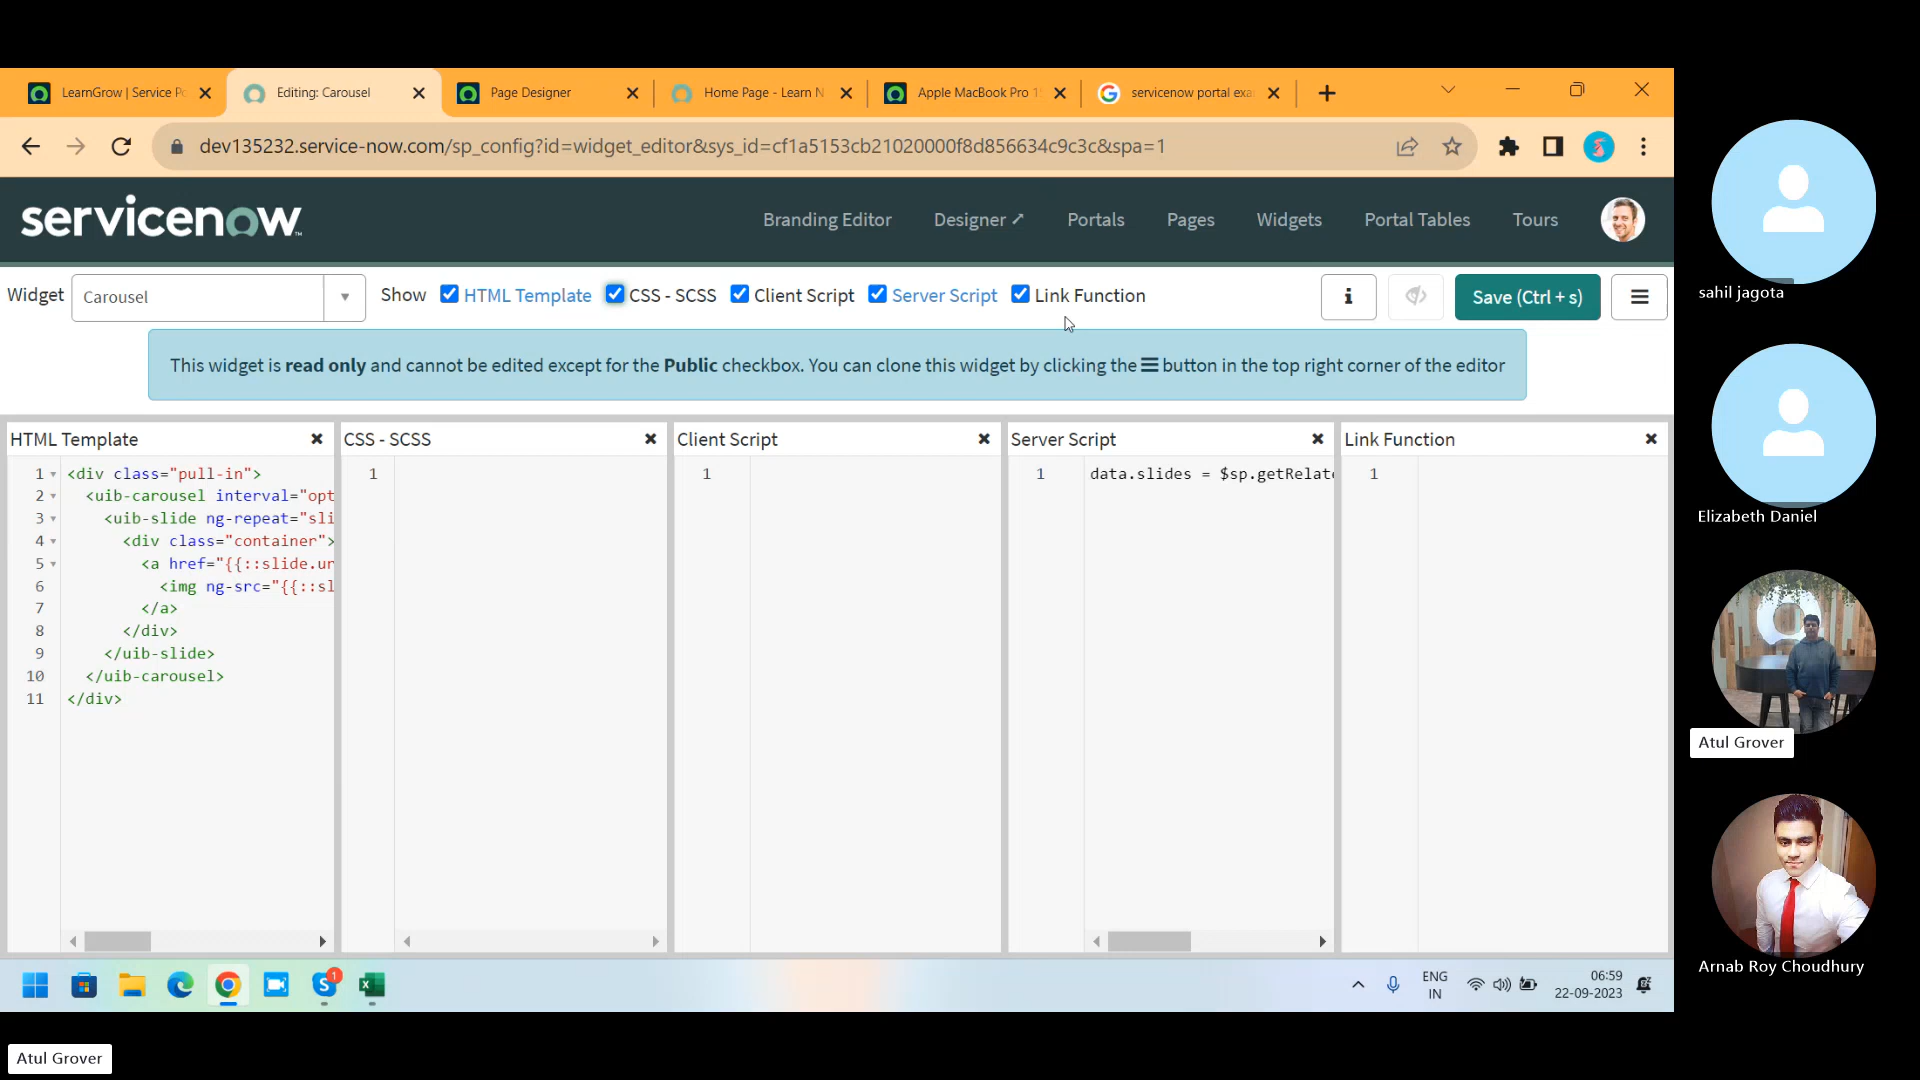 LearnGrow | Service Po
Editing: Carousel
Page Designer
Home Page - Learn N
Apple MacBook Pro 1
servicenow portal exa
dev135232.service-now.com/sp_config?id=widget_editor&sys_id=cf1a5153cb21020000f8d856634c9c3c&spa=1
servicenow
Branding Editor
Designer
Portals
Pages
Widgets
Portal Tables
Tours
Widget
Carousel
Show
HTML Template
CSS - SCSS
Client Script
Server Script
Link Function
Save (Ctrl + s)
This widget is read only and cannot be edited except for the Public checkbox. You can clone this widget by clicking the ☰ button in the top right corner of the editor
HTML Template
1 <div class="pull-in">
2 <uib-carousel interval="opt
3 <uib-slide ng-repeat="sli
4 <div class="container">
5 <a href="{{::slide.ur
6 <img ng-src="{{::sl
7 </a>
8 </div>
9 </uib-slide>
10 </uib-carousel>
11 </div>
CSS - SCSS
1
Client Script
1
Server Script
1 data.slides = $sp.getRelate
Link Function
1
sahil jagota
Elizabeth Daniel
Atul Grover
Arnab Roy Choudhury
1
ENG
IN
06:59
22-09-2023
Atul Grover